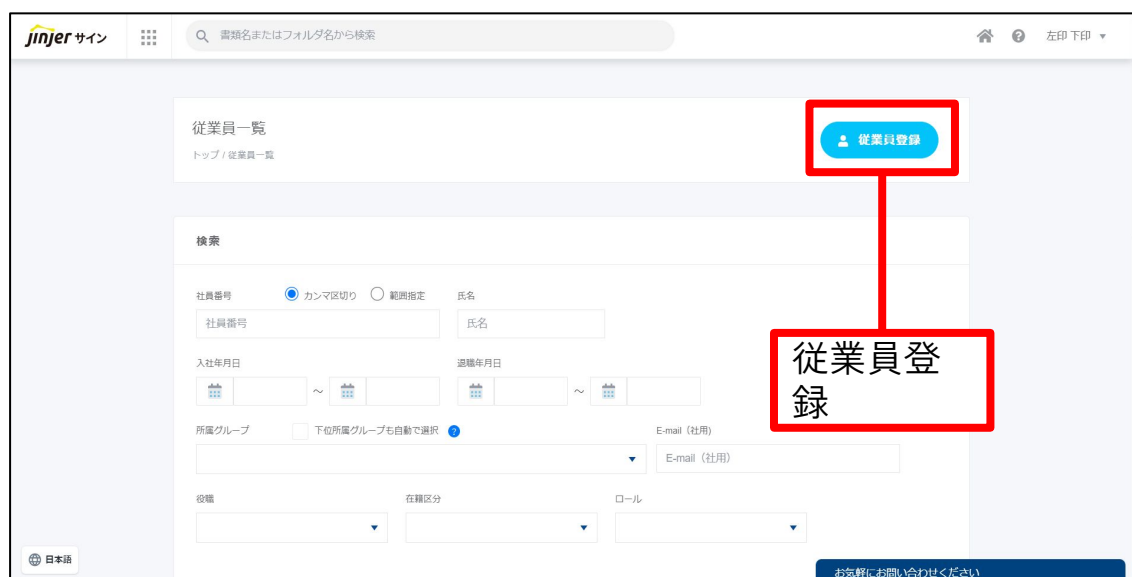 jinjer サイン
書類名またはフォルダ名から検索
左印 下印
従業員一覧
トップ / 従業員一覧
従業員登録
検索
社員番号 カンマ区切り 範囲指定 氏名
社員番号 氏名
従業員登
録
入社年月日 退職年月日
～ ～
所属グループ 下位所属グループも自動で選択 ? E-mail（社用)
E-mail（社用）
役職 在籍区分 ロール
日本語
お気軽にお問い合わせください